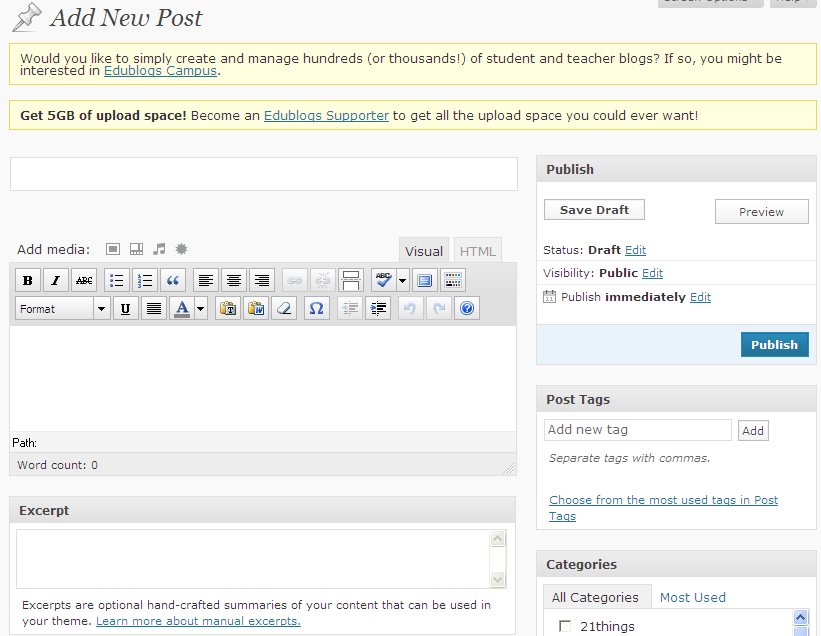 Screen Options
Help
Add New Post
Would you like to simply create and manage hundreds (or thousands!) of student and teacher blogs? If so, you might be
interested in Edublogs Campus.
Get 5GB of upload space! Become an Edublogs Supporter to get all the upload space you could ever want!
Add media:
Visual
HTML
B I ABC
ABC
Format
U
A
T
W
Ω
?
Path:
Word count: 0
Excerpt
Excerpts are optional hand-crafted summaries of your content that can be used in
your theme. Learn more about manual excerpts.
Publish
Save Draft
Preview
Status: Draft Edit
Visibility: Public Edit
Publish immediately Edit
Publish
Post Tags
Add new tag
Add
Separate tags with commas.
Choose from the most used tags in Post
Tags
Categories
All Categories
Most Used
21things